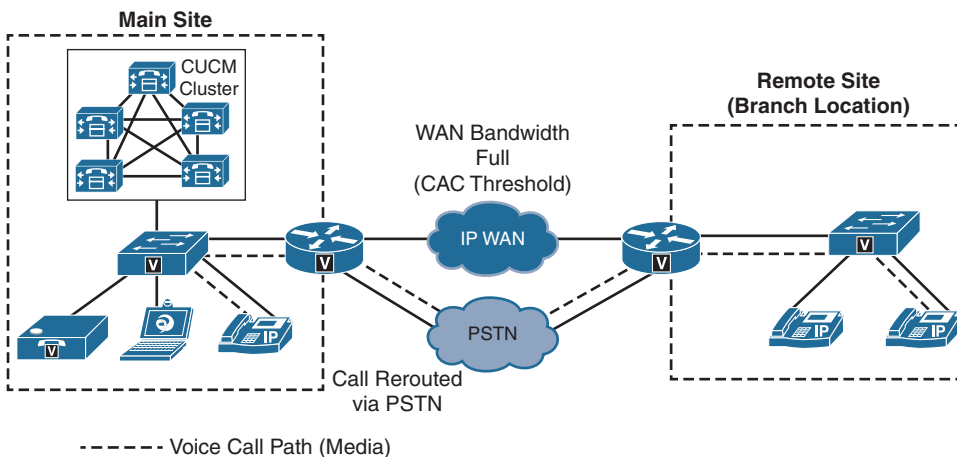 Main Site
CUCM
Cluster
Remote Site
(Branch Location)
WAN Bandwidth
Full
(CAC Threshold)
IP WAN
V
V
V
V
PSTN
V
IP
IP
IP
Call Rerouted
via PSTN
Voice Call Path (Media)